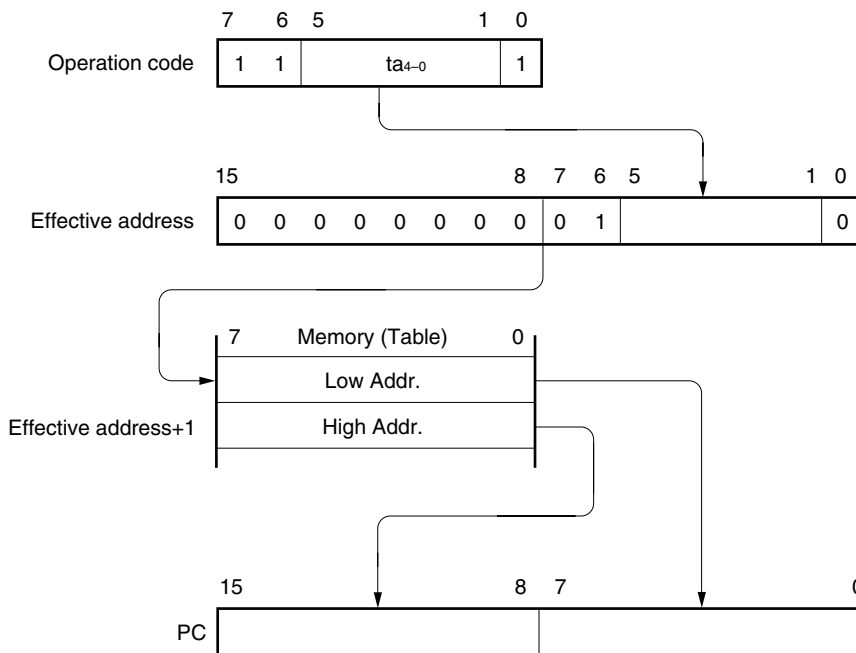 7 6 5 1 0
Operation code 1 1 ta4–0 1
15 8 7 6 5 1 0
Effective address 0 0 0 0 0 0 0 0 0 1 0
7 Memory (Table) 0
Low Addr.
Effective address+1 High Addr.
15 8 7 0
PC